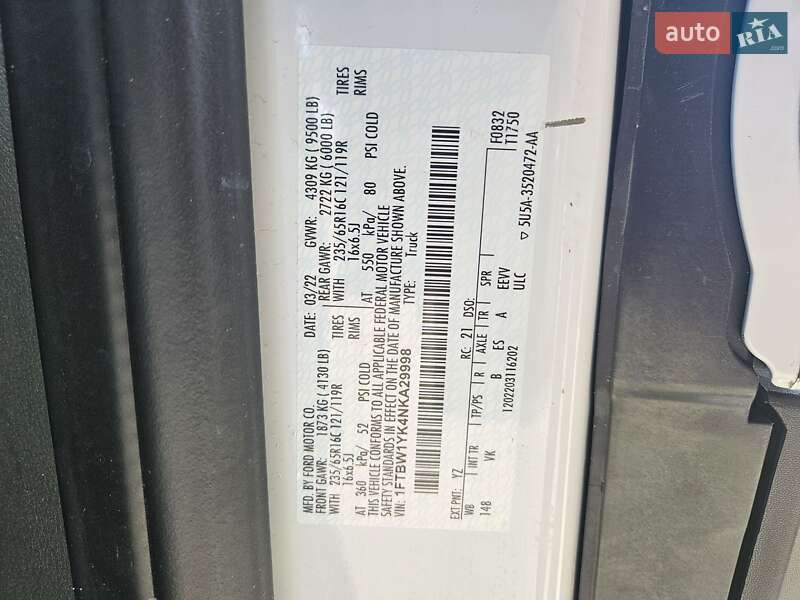 auto RIA.com
MFD. BY FORD MOTOR CO. DATE: 03/22 GVWR: 4309 KG ( 9500 LB)
FRONT GAWR: 1873 KG ( 4130 LB) REAR GAWR: 2722 KG ( 6000 LB)
WITH 235/65R16C 121/119R TIRES WITH 235/65R16C 121/119R TIRES
16x6.5J RIMS 16x6.5J RIMS
AT 360 kPa/ 52 PSI COLD AT 550 kPa/ 80 PSI COLD
THIS VEHICLE CONFORMS TO ALL APPLICABLE FEDERAL MOTOR VEHICLE
SAFETY STANDARDS IN EFFECT ON THE DATE OF MANUFACTURE SHOWN ABOVE.
VIN: 1FTBW1YK4NKA29998 TYPE: Truck
EXT PNT: YZ RC: 21 DSO: F0832
WB INT TR TP/PS R AXLE TR SPR T1750
148 VK B ES A EEVV
1202203116202 ULC
▽ 5U5A-3520472-AA